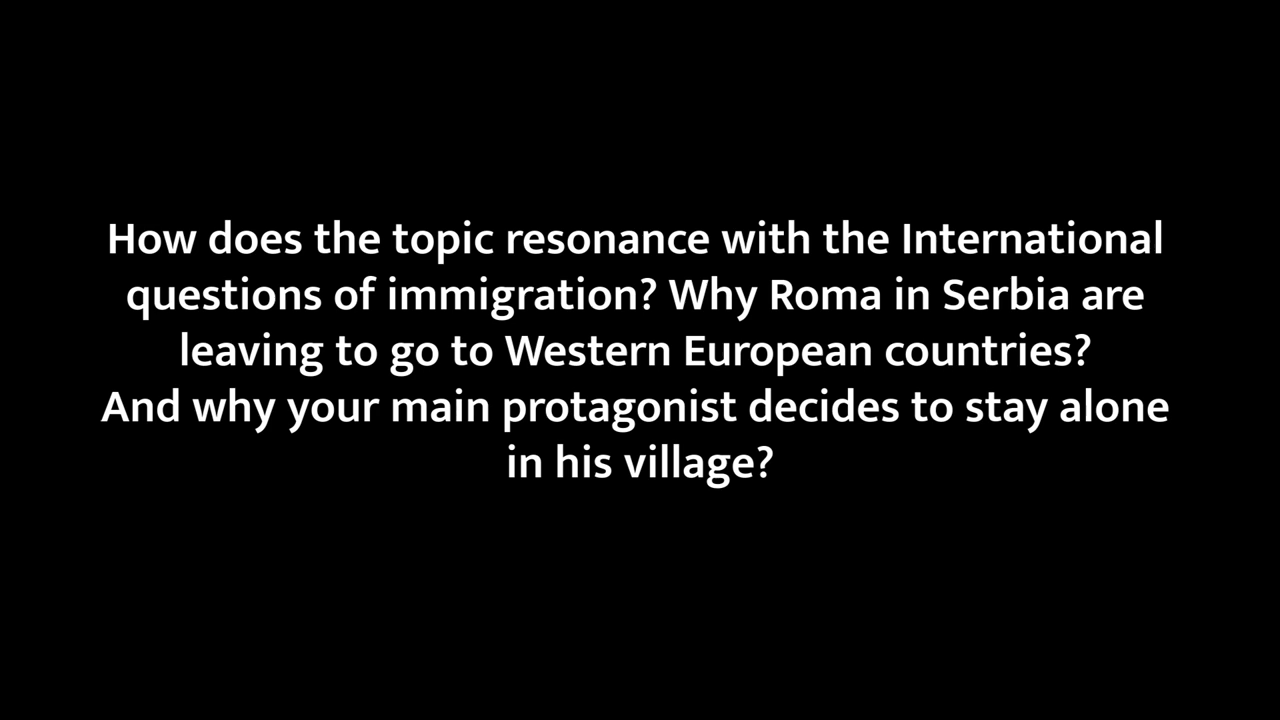 How does the topic resonance with the International
questions of immigration? Why Roma in Serbia are
leaving to go to Western European countries?
And why your main protagonist decides to stay alone
in his village?